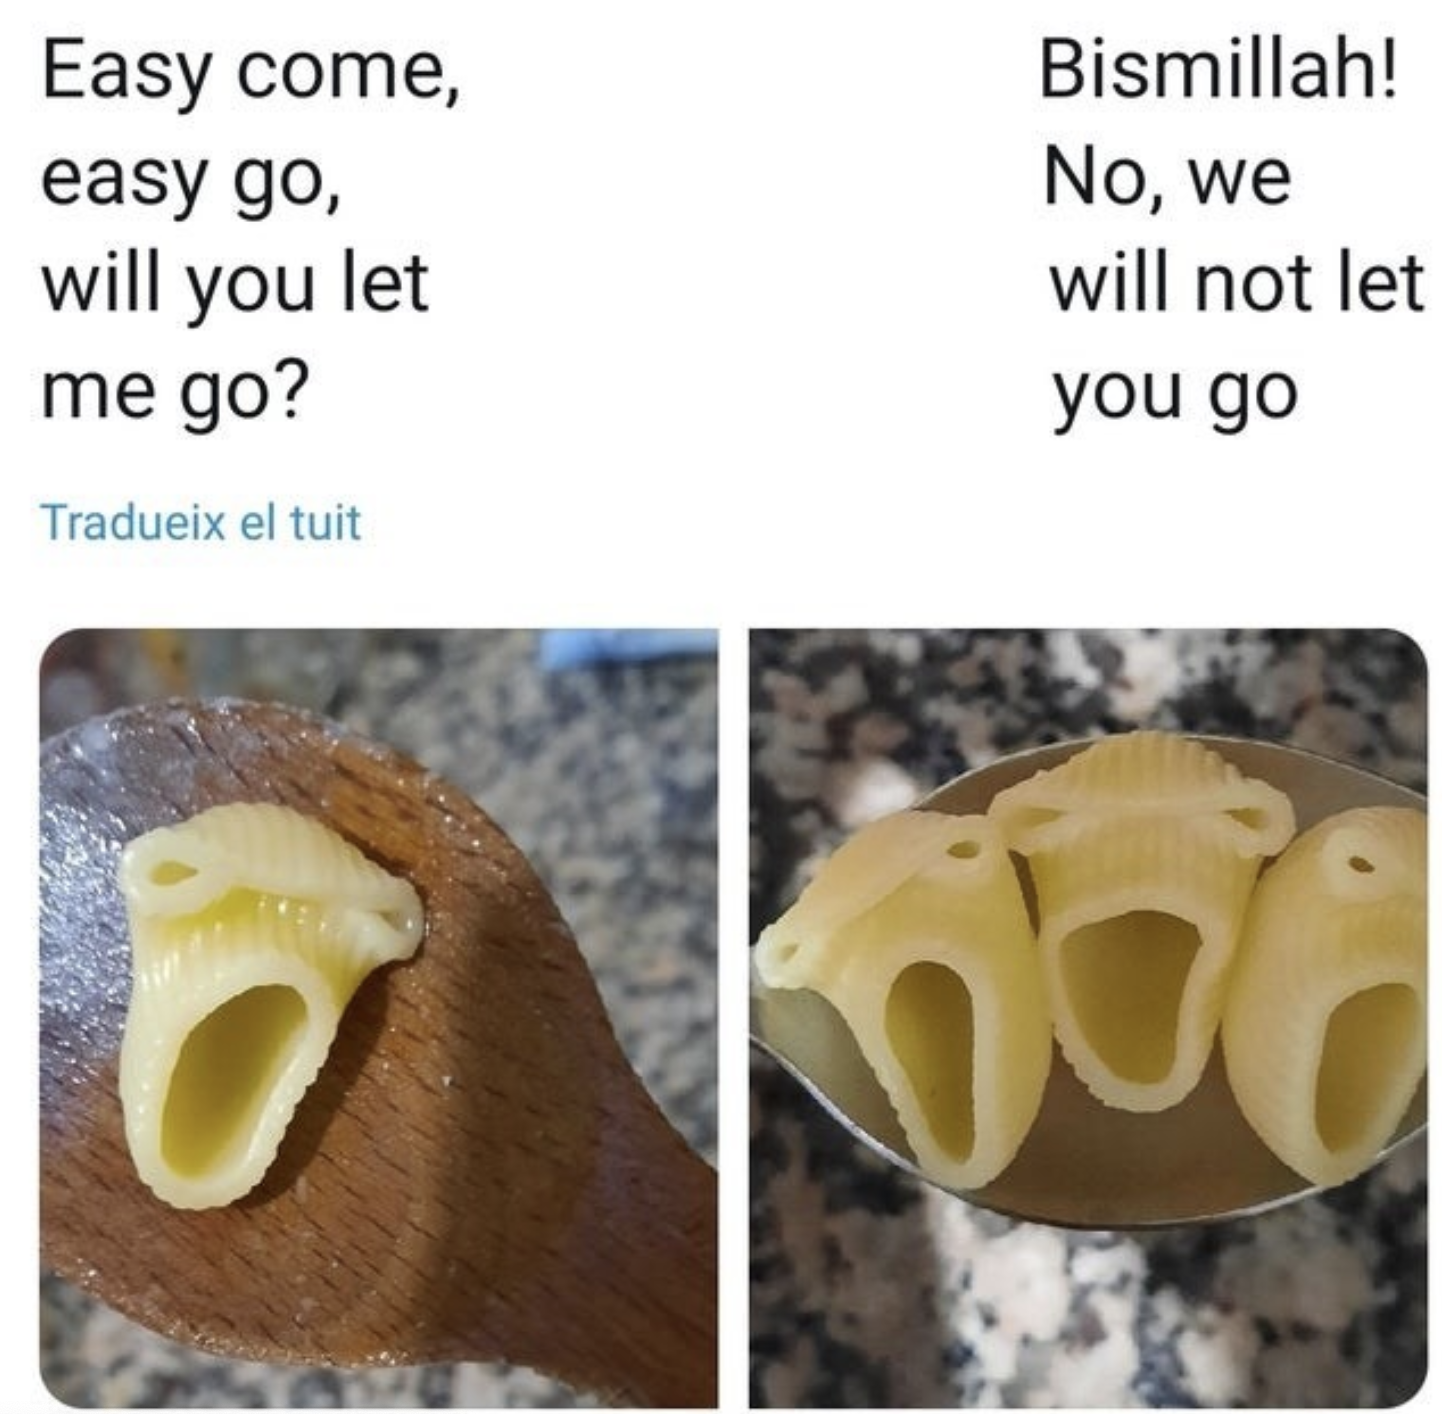 Easy come,
easy go,
will you let
me go?
Bismillah!
No, we
will not let
you go
Tradueix el tuit